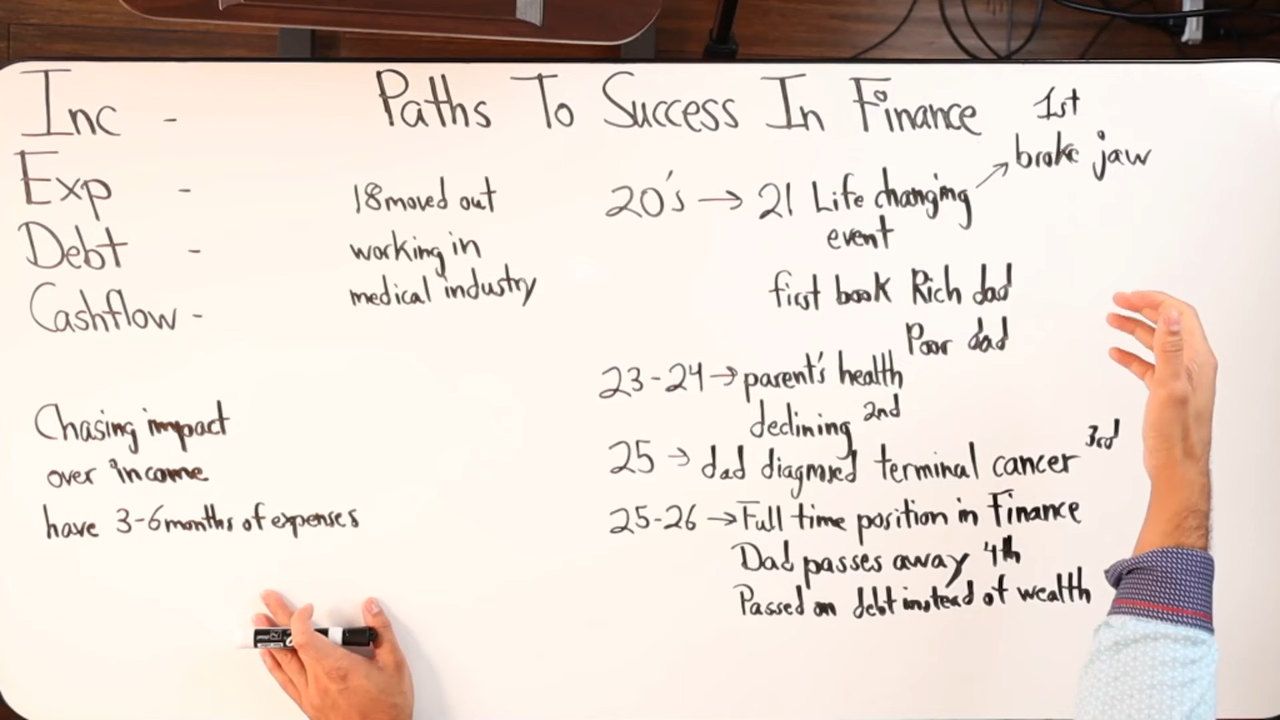 Paths To Success In Finance
Inc -
Exp -
Debt -
Cashflow -
18 moved out
working in
medical industry
Chasing impact
over income
have 3-6 months of expenses
20's → 21 Life changing
event
1st
broke jaw
first book Rich dad
Poor dad
23-24 → parent's health
declining 2nd
25 → dad diagnosed terminal cancer 3rd
25-26 → Full time position in Finance
Dad passes away 4th
Passed on debt instead of wealth